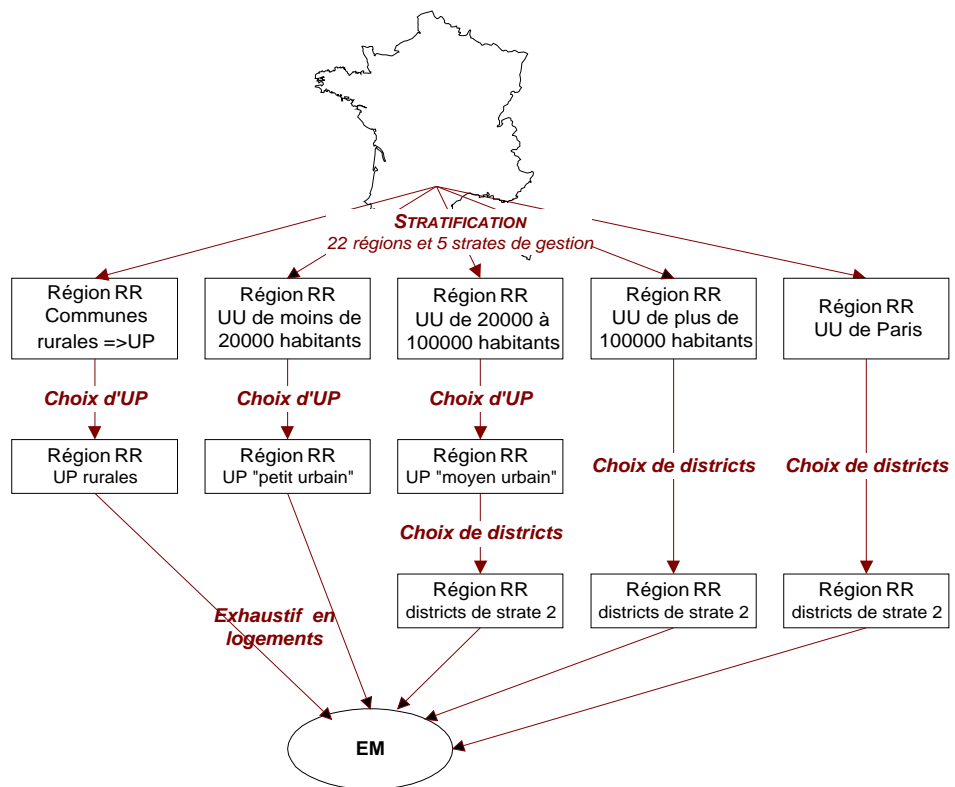 STRATIFICATION
22 régions et 5 strates de gestion
Région RR
Communes
rurales =>UP
Région RR
UU de moins de
20000 habitants
Région RR
UU de 20000 à
100000 habitants
Région RR
UU de plus de
100000 habitants
Région RR
UU de Paris
Choix d'UP
Choix d'UP
Choix d'UP
Région RR
UP rurales
Région RR
UP "petit urbain"
Région RR
UP "moyen urbain"
Choix de districts
Choix de districts
Choix de districts
Région RR
districts de strate 2
Région RR
districts de strate 2
Région RR
districts de strate 2
Exhaustif en
logements
EM